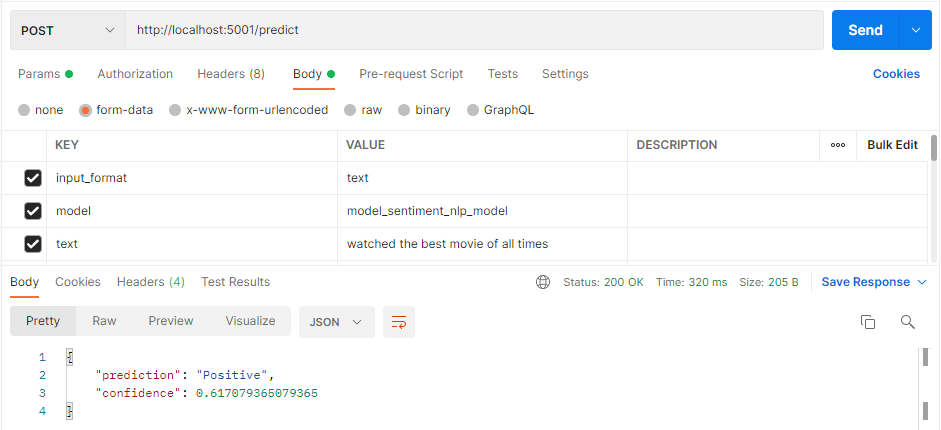 POST http://localhost:5001/predict Send
Params Authorization Headers (8) Body Pre-request Script Tests Settings Cookies
none form-data x-www-form-urlencoded raw binary GraphQL
KEY VALUE DESCRIPTION ooo Bulk Edit
input_format text
model model_sentiment_nlp_model
text watched the best movie of all times
Body Cookies Headers (4) Test Results Status: 200 OK Time: 320 ms Size: 205 B Save Response
Pretty Raw Preview Visualize JSON
1 {
2 "prediction": "Positive",
3 "confidence": 0.617079365079365
4 }